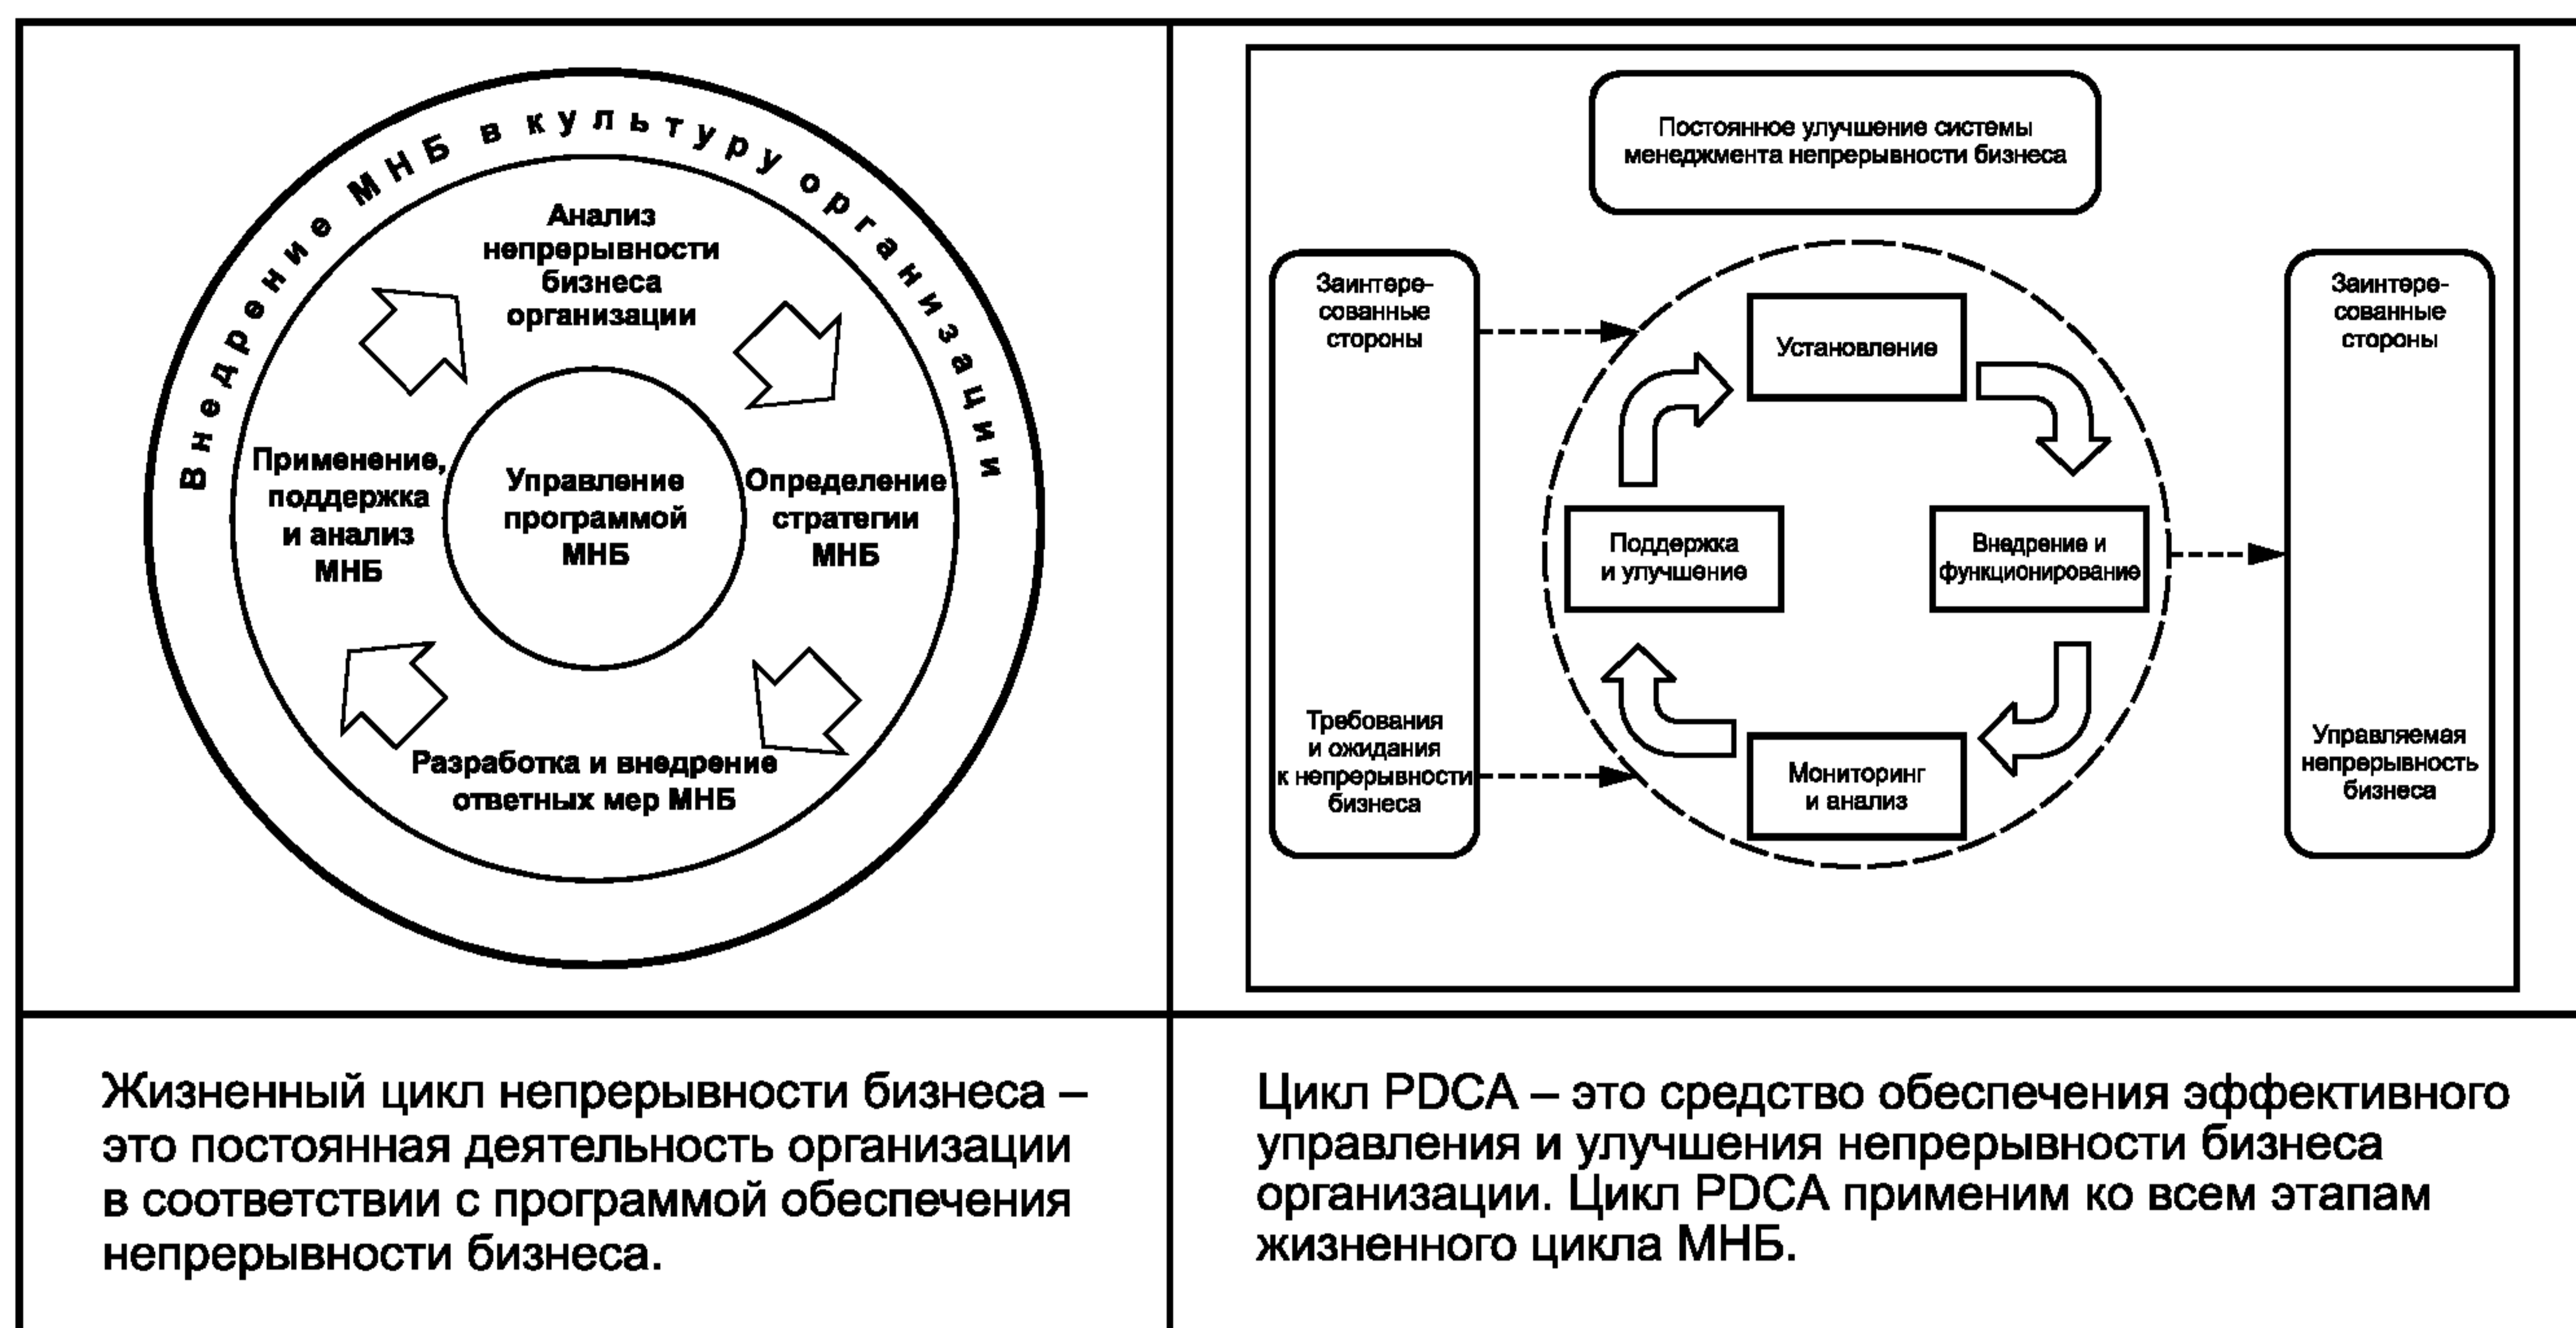 Внедрение МНБ в культуру организации
Анализ
непрерывности
бизнеса
организации
Применение,
поддержка
и анализ
МНБ
Управление
программой
МНБ
Определение
стратегии
МНБ
Разработка и внедрение
ответных мер МНБ
Постоянное улучшение системы
менеджмента непрерывности бизнеса
Заинтере-
сованные
стороны
Требования
и ожидания
к непрерывности
бизнеса
Установление
Поддержка
и улучшение
Внедрение и
функционирование
Мониторинг
и анализ
Заинтере-
сованные
стороны
Управляемая
непрерывность
бизнеса
Жизненный цикл непрерывности бизнеса –
это постоянная деятельность организации
в соответствии с программой обеспечения
непрерывности бизнеса.
Цикл PDCA – это средство обеспечения эффективного
управления и улучшения непрерывности бизнеса
организации. Цикл PDCA применим ко всем этапам
жизненного цикла МНБ.